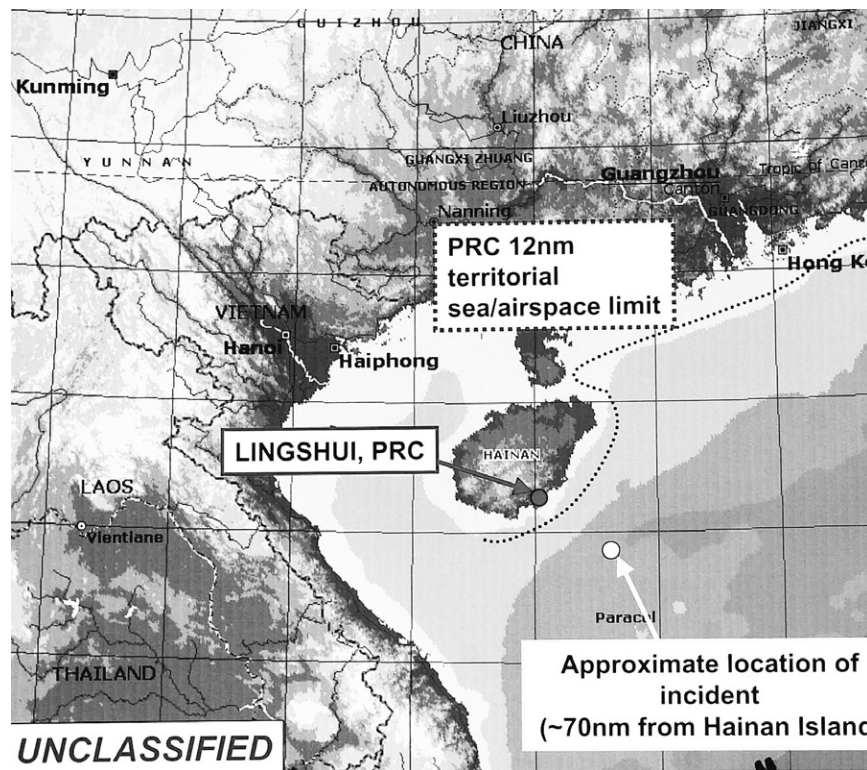 GUIZHOU
JIANGXI
CHINA
Kunming
Liuzhou
YUNNAN
GUANGXI ZHUANG
Guangzhou
Tropic of Canc
AUTONOMOUS REGION
Canton
Nanning
GUANGDONG
PRC 12nm
territorial
sea/airspace limit
Hong Ko
VIETNAM
Hanoi
Haiphong
LINGSHUI, PRC
HAINAN
LAOS
Vientiane
Paracel
Approximate location of
incident
(~70nm from Hainan Island
THAILAND
UNCLASSIFIED